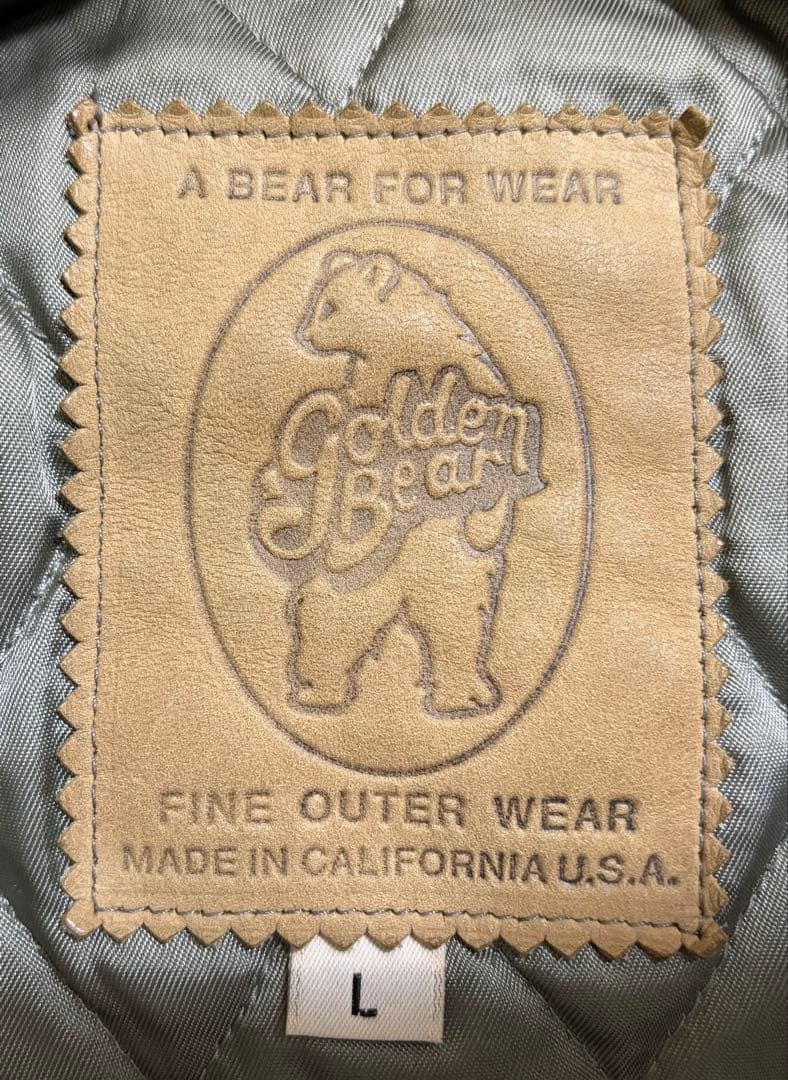 A BEAR FOR WEAR
Golden
Bear
FINE OUTER WEAR
MADE IN CALIFORNIA U.S.A.
L